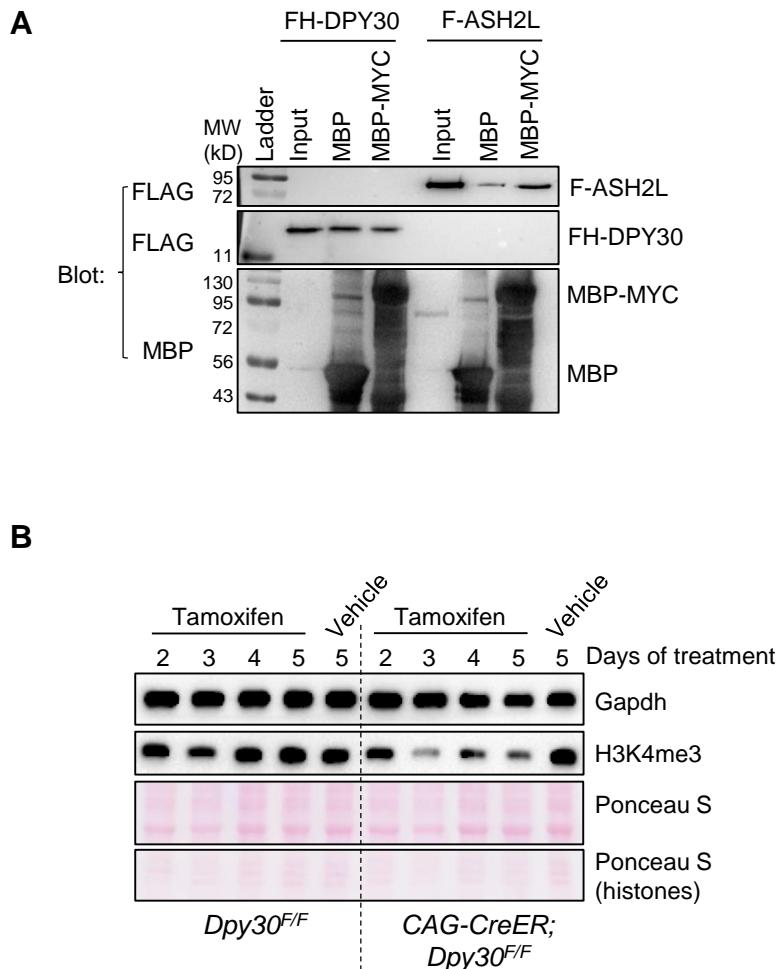 A
FH-DPY30 F-ASH2L
MW
(kD)
Ladder
Input
MBP
MBP-MYC
Input
MBP
MBP-MYC
Blot:
FLAG
95
72
F-ASH2L
FLAG
11
FH-DPY30
MBP
130
95
72
56
43
MBP-MYC
MBP
B
Tamoxifen Vehicle Tamoxifen Vehicle
2 3 4 5 5 2 3 4 5 5 Days of treatment
Gapdh
H3K4me3
Ponceau S
Ponceau S
(histones)
Dpy30F/F
CAG-CreER;
Dpy30F/F